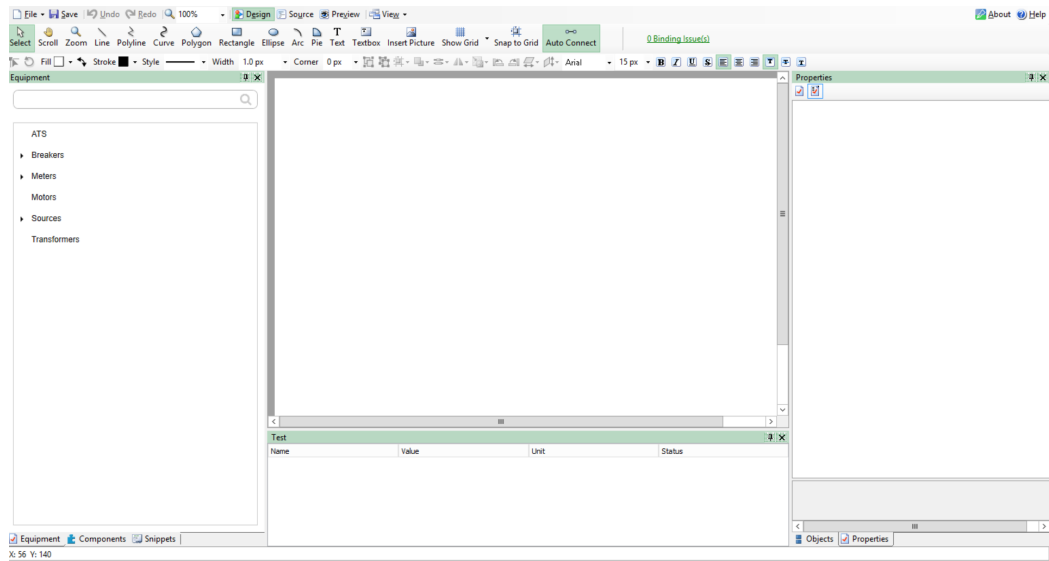 File Save Undo Redo 100% Design Source Preview View About Help
Select Scroll Zoom Line Polyline Curve Polygon Rectangle Ellipse Arc Pie Text Textbox Insert Picture Show Grid Snap to Grid Auto Connect 0 Binding Issue(s)
Fill Stroke Style Width 1.0 px Corner 0 px Arial 15 px B I U S T T T
Equipment
ATS
Breakers
Meters
Motors
Sources
Transformers
Equipment Components Snippets
Test
Name Value Unit Status
Properties
Objects Properties
X: 56 Y: 140